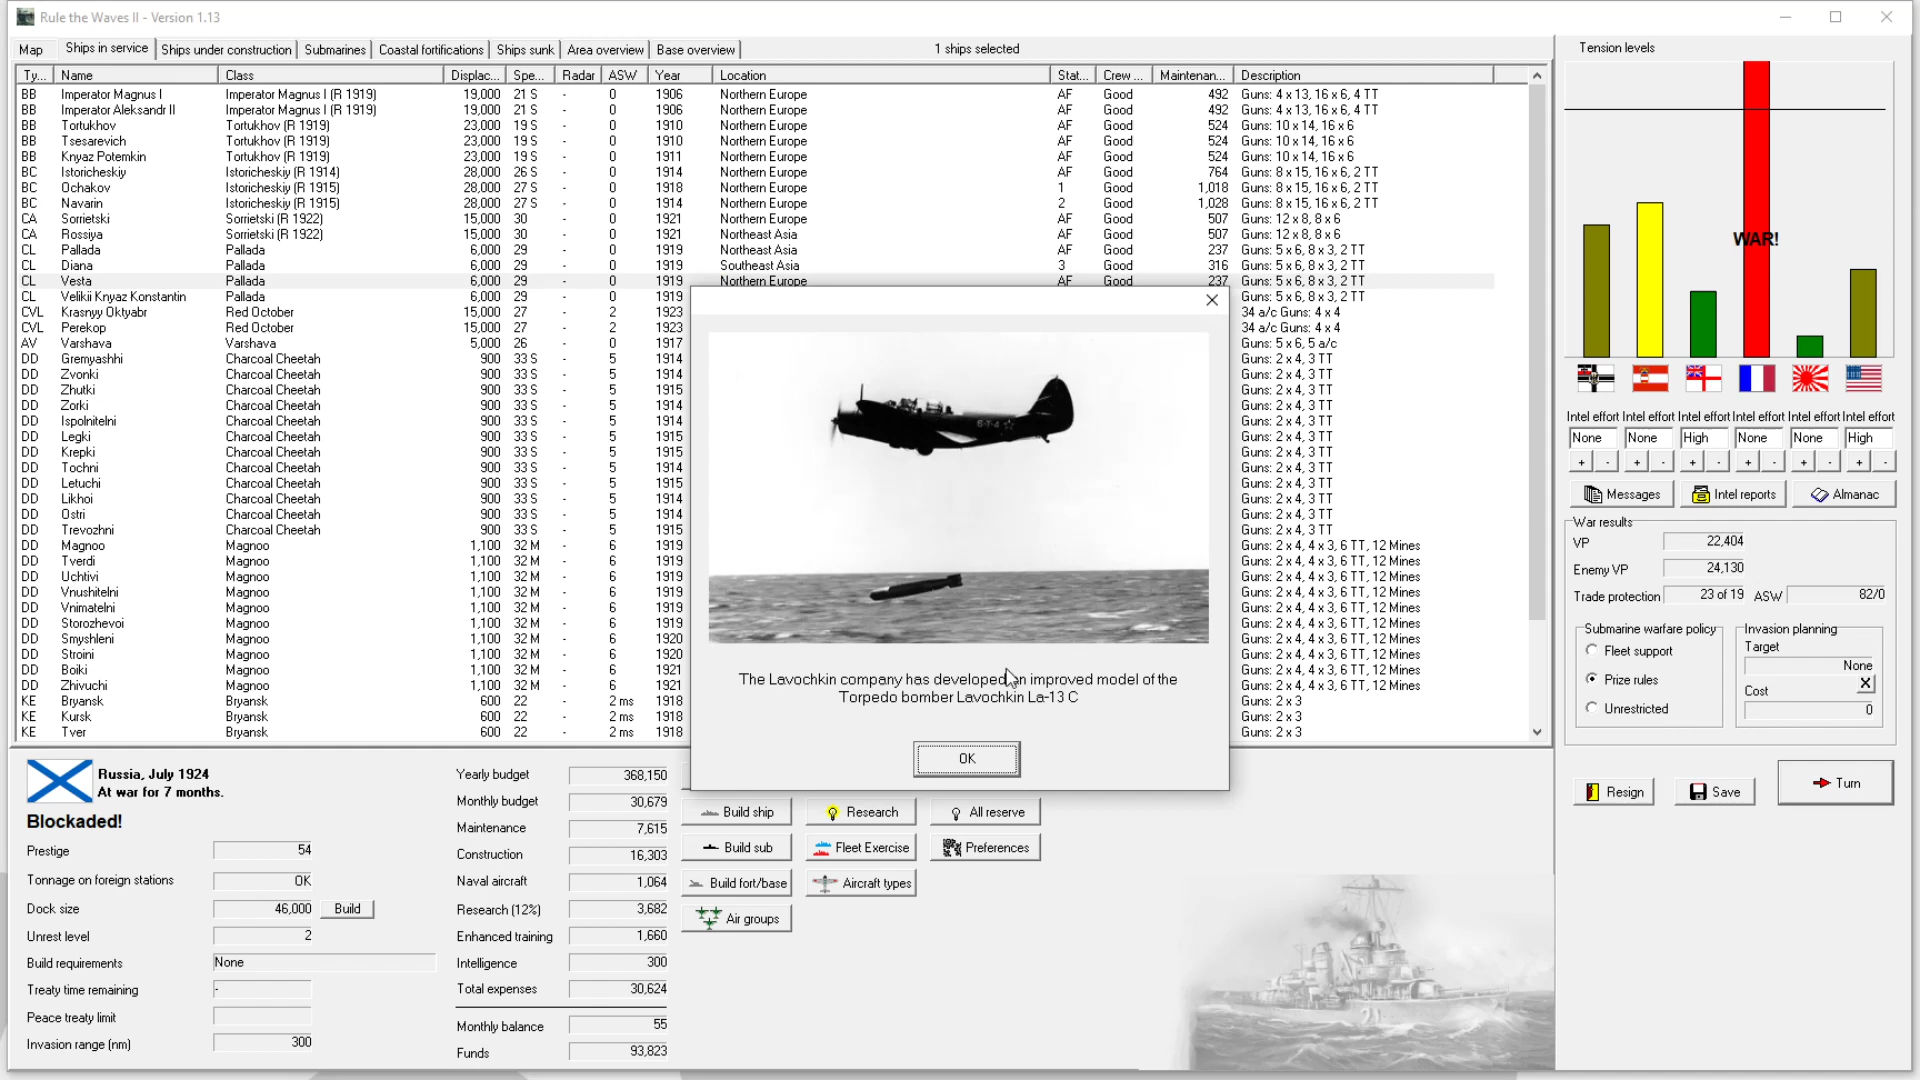 Rule the Waves II - Version 1.13
Map Ships in service Ships under construction Submarines Coastal fortifications Ships sunk Area overview Base overview 1 ships selected
Ty... Name Class Displac... Spe... Radar ASW Year Location Stat... Crew ... Maintenan... Description
BB Imperator Magnus I Imperator Magnus I (R 1919) 19,000 21 S - 0 1906 Northern Europe AF Good 492 Guns: 4 x 13, 16 x 6, 4 TT
BB Imperator Aleksandr II Imperator Magnus I (R 1919) 19,000 21 S - 0 1906 Northern Europe AF Good 492 Guns: 4 x 13, 16 x 6, 4 TT
BB Tortukhov Tortukhov (R 1919) 23,000 19 S - 0 1910 Northern Europe AF Good 524 Guns: 10 x 14, 16 x 6
BB Tsesarevich Tortukhov (R 1919) 23,000 19 S - 0 1910 Northern Europe AF Good 524 Guns: 10 x 14, 16 x 6
BB Knyaz Potemkin Tortukhov (R 1919) 23,000 19 S - 0 1911 Northern Europe AF Good 524 Guns: 10 x 14, 16 x 6
BC Istoricheskiy Istoricheskiy (R 1914) 28,000 26 S - 0 1914 Northern Europe AF Good 764 Guns: 8 x 15, 16 x 6, 2 TT
BC Ochakov Istoricheskiy (R 1915) 28,000 27 S - 0 1918 Northern Europe 1 Good 1,018 Guns: 8 x 15, 16 x 6, 2 TT
BC Navarin Istoricheskiy (R 1915) 28,000 27 S - 0 1914 Northern Europe 2 Good 1,028 Guns: 8 x 15, 16 x 6, 2 TT
CA Sorrietski Sorrietski (R 1922) 15,000 30 - 0 1921 Northern Europe AF Good 507 Guns: 12 x 8, 8 x 6
CA Rossiya Sorrietski (R 1922) 15,000 30 - 0 1921 Northeast Asia AF Good 507 Guns: 12 x 8, 8 x 6
CL Pallada Pallada 6,000 29 - 0 1919 Northeast Asia AF Good 237 Guns: 5 x 6, 8 x 3, 2 TT
CL Diana Pallada 6,000 29 - 0 1919 Southeast Asia 3 Good 316 Guns: 5 x 6, 8 x 3, 2 TT
CL Vesta Pallada 6,000 29 - 0 1919 Northern Europe AF Good 237 Guns: 5 x 6, 8 x 3, 2 TT
CL Velikii Knyaz Konstantin Pallada 6,000 29 - 0 1919 Guns: 5 x 6, 8 x 3, 2 TT
CVL Krasnyy Oktyabr Red October 15,000 27 - 2 1923 34 a/c Guns: 4 x 4
CVL Perekop Red October 15,000 27 - 2 1923 34 a/c Guns: 4 x 4
AV Varshava Varshava 5,000 26 - 0 1917 Guns: 5 x 6, 5 a/c
DD Gremyashhi Charcoal Cheetah 900 33 S - 5 1914 Guns: 2 x 4, 3 TT
DD Zvonki Charcoal Cheetah 900 33 S - 5 1914 Guns: 2 x 4, 3 TT
DD Zhutki Charcoal Cheetah 900 33 S - 5 1915 Guns: 2 x 4, 3 TT
DD Zorki Charcoal Cheetah 900 33 S - 5 1914 Guns: 2 x 4, 3 TT
DD Ispolnitelni Charcoal Cheetah 900 33 S - 5 1914 Guns: 2 x 4, 3 TT
DD Legki Charcoal Cheetah 900 33 S - 5 1915 Guns: 2 x 4, 3 TT
DD Krepki Charcoal Cheetah 900 33 S - 5 1915 Guns: 2 x 4, 3 TT
DD Tochni Charcoal Cheetah 900 33 S - 5 1914 Guns: 2 x 4, 3 TT
DD Letuchi Charcoal Cheetah 900 33 S - 5 1915 Guns: 2 x 4, 3 TT
DD Likhoi Charcoal Cheetah 900 33 S - 5 1914 Guns: 2 x 4, 3 TT
DD Ostri Charcoal Cheetah 900 33 S - 5 1914 Guns: 2 x 4, 3 TT
DD Trevozhni Charcoal Cheetah 900 33 S - 5 1915 Guns: 2 x 4, 3 TT
DD Magnoo Magnoo 1,100 32 M - 6 1919 Guns: 2 x 4, 4 x 3, 6 TT, 12 Mines
DD Tverdi Magnoo 1,100 32 M - 6 1919 Guns: 2 x 4, 4 x 3, 6 TT, 12 Mines
DD Uchtivi Magnoo 1,100 32 M - 6 1919 Guns: 2 x 4, 4 x 3, 6 TT, 12 Mines
DD Vnushitelni Magnoo 1,100 32 M - 6 1919 Guns: 2 x 4, 4 x 3, 6 TT, 12 Mines
DD Vnimatelni Magnoo 1,100 32 M - 6 1919 Guns: 2 x 4, 4 x 3, 6 TT, 12 Mines
DD Storozhevoi Magnoo 1,100 32 M - 6 1919 Guns: 2 x 4, 4 x 3, 6 TT, 12 Mines
DD Smyshleni Magnoo 1,100 32 M - 6 1920 Guns: 2 x 4, 4 x 3, 6 TT, 12 Mines
DD Stroini Magnoo 1,100 32 M - 6 1920 Guns: 2 x 4, 4 x 3, 6 TT, 12 Mines
DD Boiki Magnoo 1,100 32 M - 6 1921 Guns: 2 x 4, 4 x 3, 6 TT, 12 Mines
DD Zhivuchi Magnoo 1,100 32 M - 6 1921 Guns: 2 x 4, 4 x 3, 6 TT, 12 Mines
KE Bryansk Bryansk 600 22 - 2 ms 1918 Guns: 2 x 3
KE Kursk Bryansk 600 22 - 2 ms 1918 Guns: 2 x 3
KE Tver Bryansk 600 22 - 2 ms 1918 Guns: 2 x 3
The Lavochkin company has developed an improved model of the
Torpedo bomber Lavochkin La-13 C
OK
Tension levels
WAR!
Intel effort Intel effort Intel effort Intel effort Intel effort Intel effort
None None High None None High
+ - + - + - + - + - + -
Messages Intel reports Almanac
War results
VP 22,404
Enemy VP 24,130
Trade protection 23 of 19 ASW 82/0
Submarine warfare policy
Fleet support
Prize rules
Unrestricted
Invasion planning
Target
None
Cost X
0
Resign Save Turn
Russia, July 1924
At war for 7 months.
Blockaded!
Prestige 54
Tonnage on foreign stations OK
Dock size 46,000 Build
Unrest level 2
Build requirements None
Treaty time remaining -
Peace treaty limit
Invasion range (nm) 300
Yearly budget 368,150
Monthly budget 30,679
Maintenance 7,615
Construction 16,303
Naval aircraft 1,064
Research (12%) 3,682
Enhanced training 1,660
Intelligence 300
Total expenses 30,624
Monthly balance 55
Funds 93,823
Build ship Research All reserve
Build sub Fleet Exercise Preferences
Build fort/base Aircraft types
Air groups